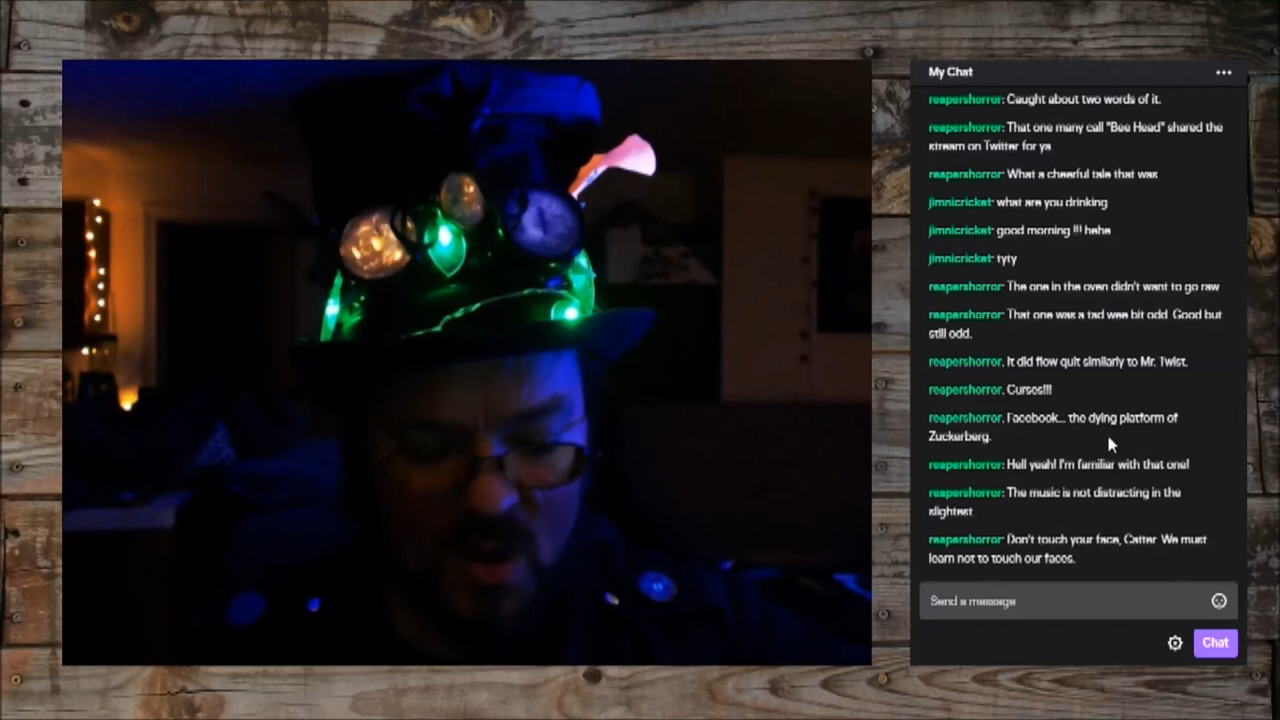 My Chat
reapershorror: Caught about two words of it.
reapershorror: That one many call "Bee Head" shared the
stream on Twitter for ya
reapershorror: What a cheerful tale that was
jimnicricket: what are you drinking
jimnicricket: good morning !!! hehe
jimnicricket: tyty
reapershorror: The one in the oven didn't want to go raw
reapershorror: That one was a tad wee bit odd. Good but
still odd.
reapershorror: It did flow quit similarly to Mr. Twist.
reapershorror: Curses!!!
reapershorror: Facebook... the dying platform of
Zuckerberg.
reapershorror: Hell yeah! I'm familiar with that one!
reapershorror: The music is not distracting in the
slightest
reapershorror: Don't touch your face, Catter. We must
learn not to touch our faces.
Send a message
Chat